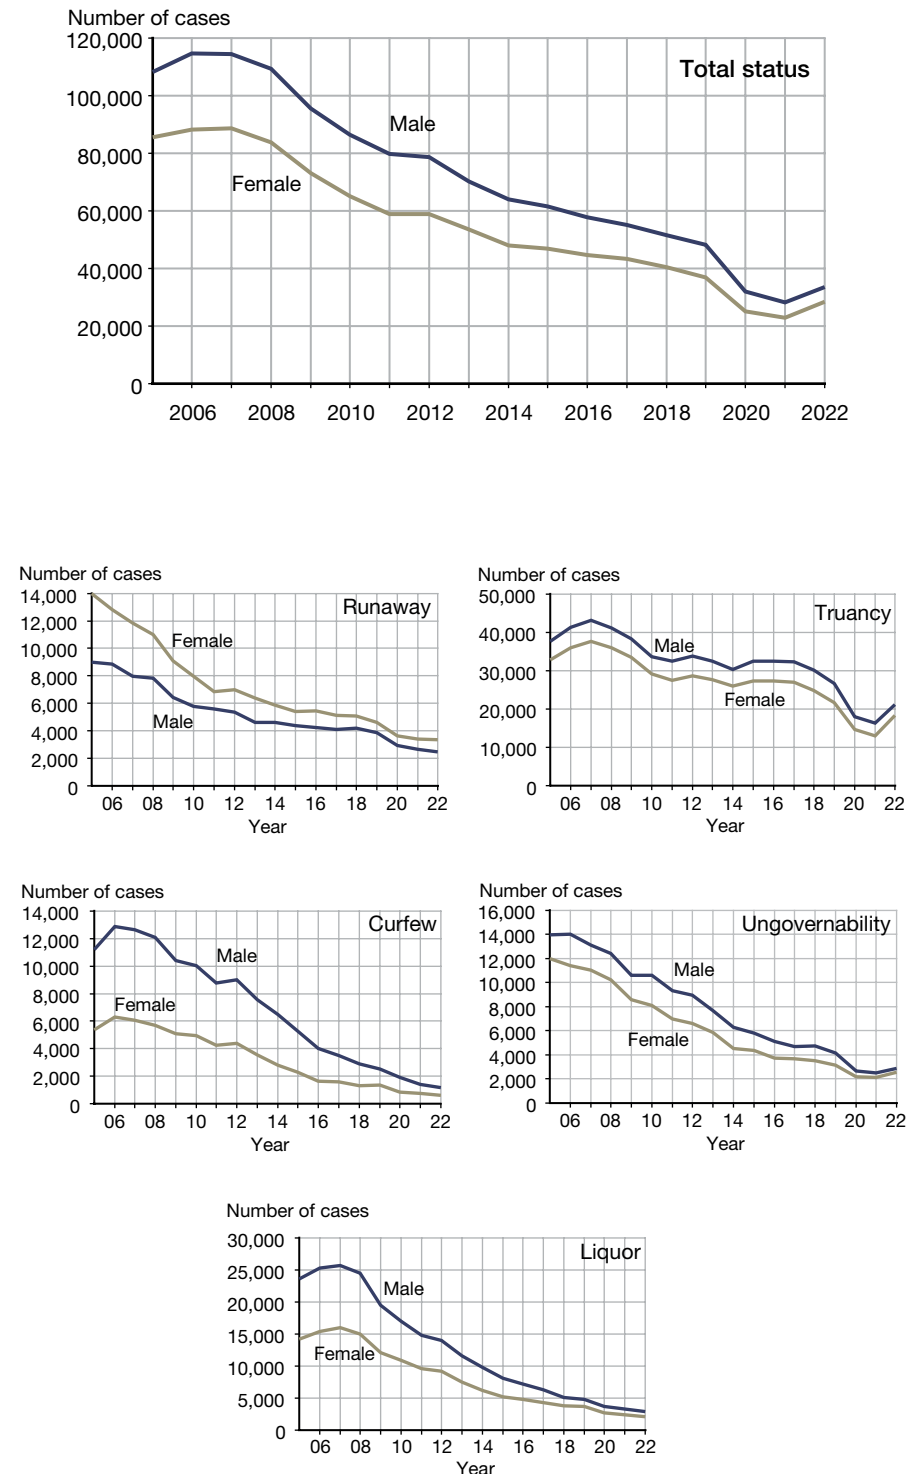 Number of cases
120,000
100,000
80,000
60,000
40,000
20,000
0
Total status
Male
Female
2006 2008 2010 2012 2014 2016 2018 2020 2022
Number of cases
14,000
12,000
10,000
8,000
6,000
4,000
2,000
0
Runaway
Female
Male
06 08 10 12 14 16 18 20 22
Year
Number of cases
50,000
40,000
30,000
20,000
10,000
0
Truancy
Male
Female
06 08 10 12 14 16 18 20 22
Year
Number of cases
14,000
12,000
10,000
8,000
6,000
4,000
2,000
0
Curfew
Male
Female
06 08 10 12 14 16 18 20 22
Year
Number of cases
16,000
14,000
12,000
10,000
8,000
6,000
4,000
2,000
0
Ungovernability
Male
Female
06 08 10 12 14 16 18 20 22
Year
Number of cases
30,000
25,000
20,000
15,000
10,000
5,000
0
Liquor
Male
Female
06 08 10 12 14 16 18 20 22
Year